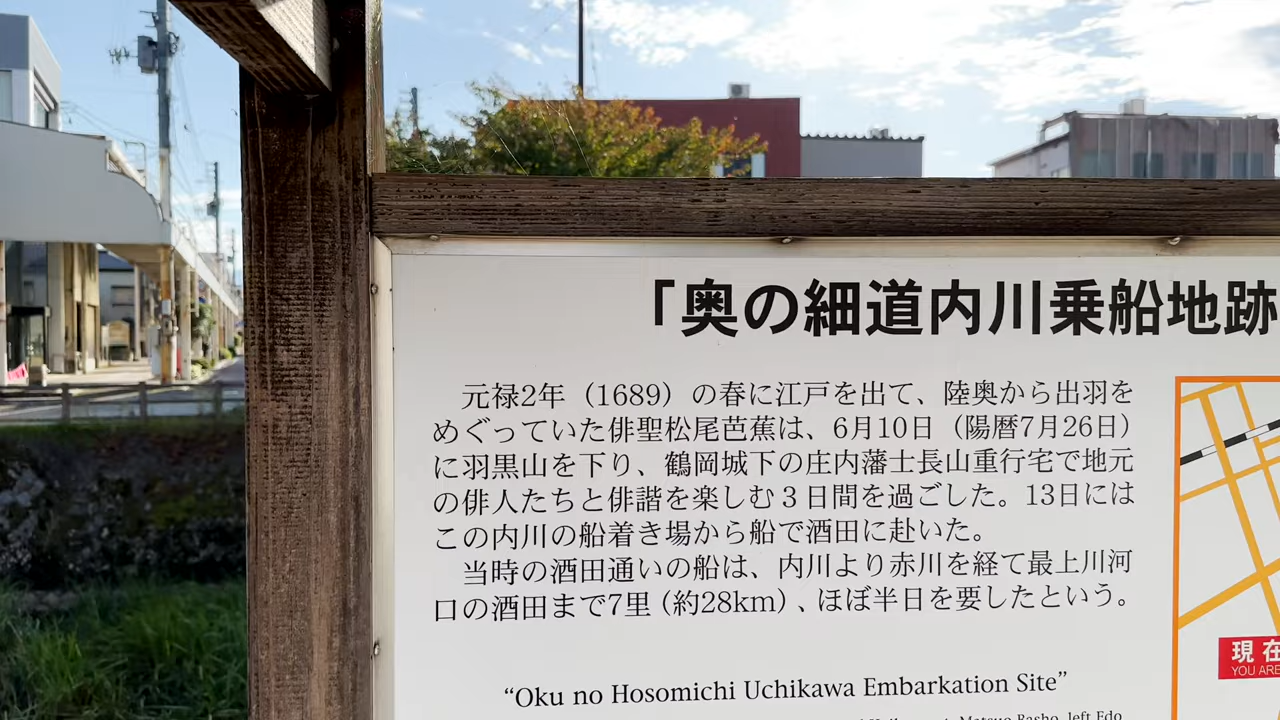 「奥の細道内川乗船地跡
元禄2年（1689）の春に江戸を出て、陸奥から出羽を
めぐっていた俳聖松尾芭蕉は、6月10日（陽暦7月26日）
に羽黒山を下り、鶴岡城下の庄内藩士長山重行宅で地元
の俳人たちと俳諧を楽しむ３日間を過ごした。13日には
この内川の船着き場から船で酒田に赴いた。
当時の酒田通いの船は、内川より赤川を経て最上川河
口の酒田まで7里（約28km）、ほぼ半日を要したという。
現在
YOU ARE
“Oku no Hosomichi Uchikawa Embarkation Site”
Matsuo Basho, left Edo